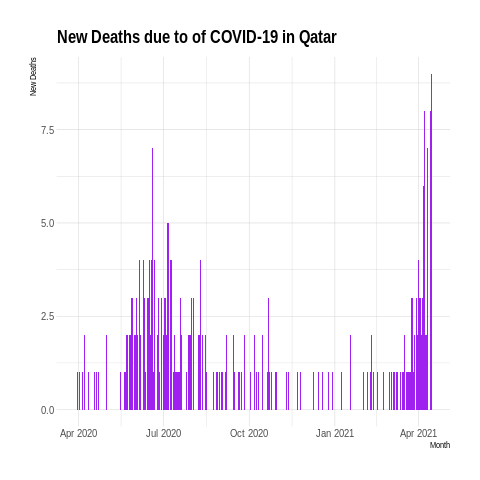 New Deaths due to of COVID-19 in Qatar
New Deaths
7.5
5.0
2.5
0.0
Apr 2020 Jul 2020 Oct 2020 Jan 2021 Apr 2021
Month